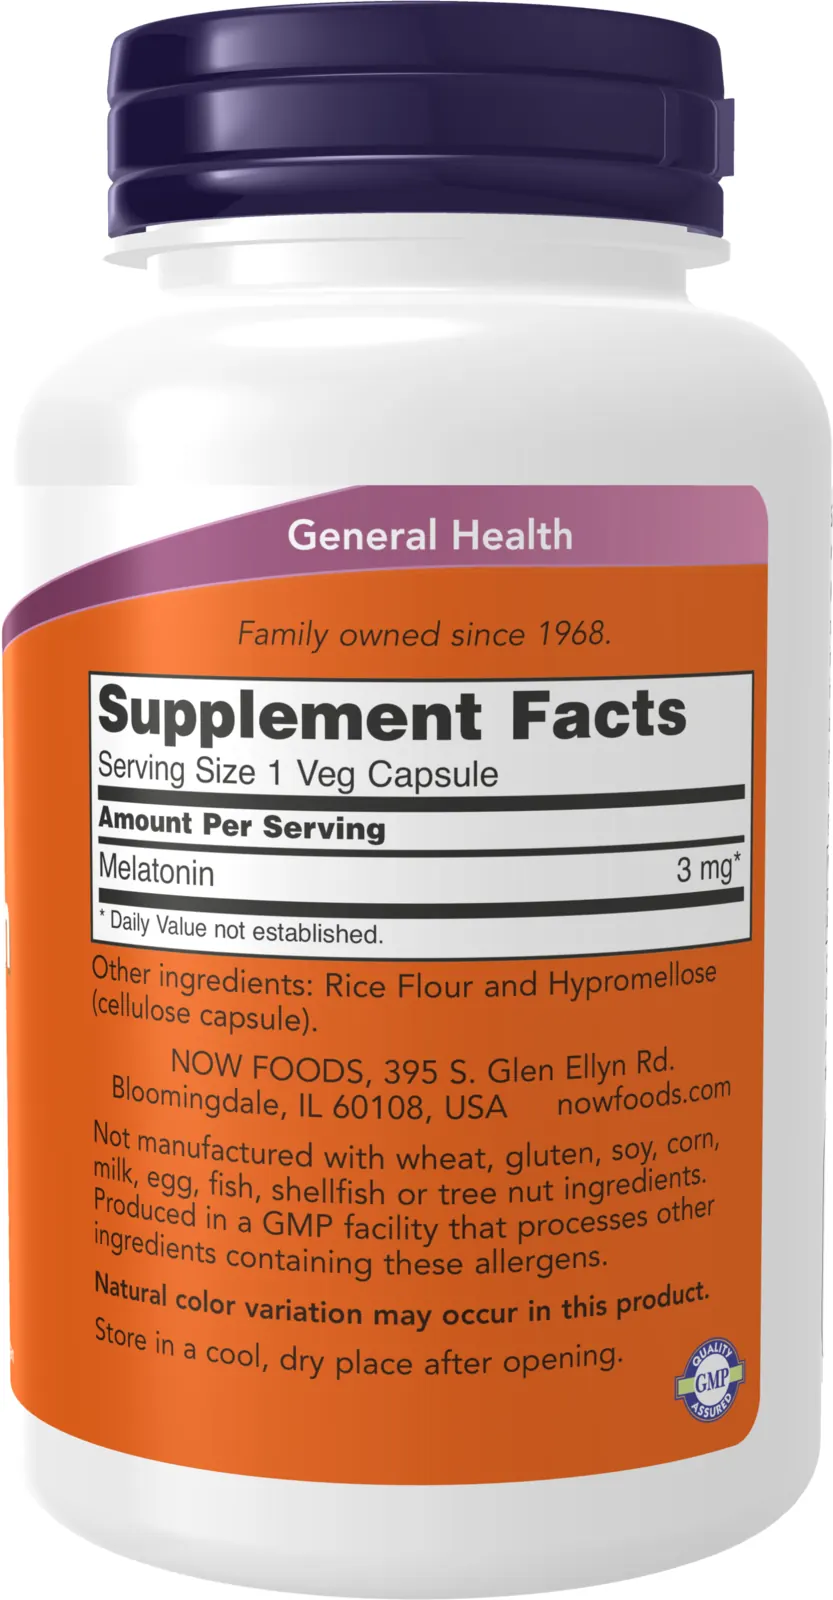 General Health
Family owned since 1968.
Supplement Facts
Serving Size 1 Veg Capsule
Amount Per Serving
Melatonin 3 mg*
* Daily Value not established.
Other ingredients: Rice Flour and Hypromellose
(cellulose capsule).
NOW FOODS, 395 S. Glen Ellyn Rd.
Bloomingdale, IL 60108, USA nowfoods.com
Not manufactured with wheat, gluten, soy, corn,
milk, egg, fish, shellfish or tree nut ingredients.
Produced in a GMP facility that processes other
ingredients containing these allergens.
Natural color variation may occur in this product.
Store in a cool, dry place after opening.
QUALITY
GMP
ASSURED